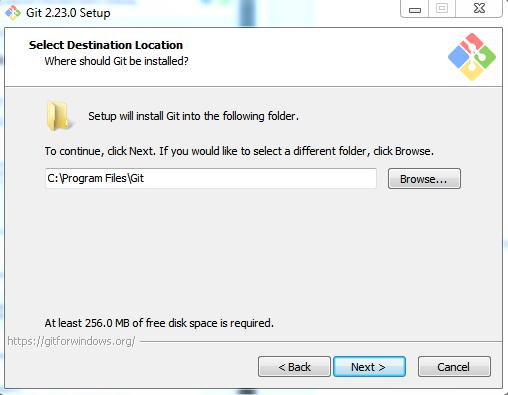 Git 2.23.0 Setup
Select Destination Location
Where should Git be installed?
Setup will install Git into the following folder.
To continue, click Next. If you would like to select a different folder, click Browse.
C:\Program Files\Git
Browse...
At least 256.0 MB of free disk space is required.
https://gitforwindows.org/
< Back
Next >
Cancel